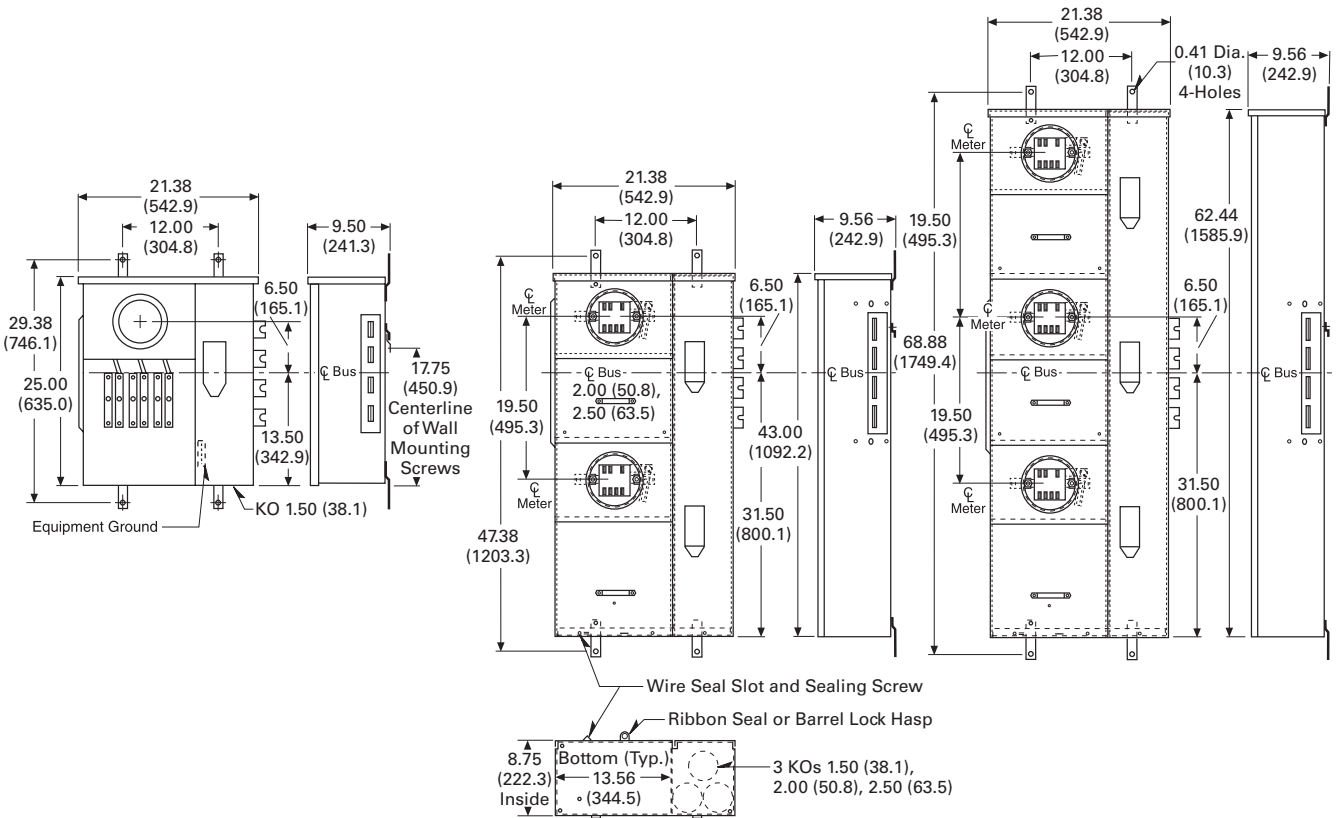 21.38
(542.9)
12.00
(304.8)
9.50
(241.3)
6.50
(165.1)
29.38
(746.1)
25.00
(635.0)
C̲L Bus
17.75
(450.9)
Centerline
of Wall
Mounting
Screws
13.50
(342.9)
KO 1.50 (38.1)
Equipment Ground
21.38
(542.9)
12.00
(304.8)
9.56
(242.9)
CL
Meter
6.50
(165.1)
CL Bus
2.00 (50.8),
2.50 (63.5)
CL Bus
19.50
(495.3)
43.00
(1092.2)
CL
Meter
31.50
(800.1)
47.38
(1203.3)
21.38
(542.9)
12.00
(304.8)
0.41 Dia.
(10.3)
4-Holes
9.56
(242.9)
CL
Meter
19.50
(495.3)
62.44
(1585.9)
CL
Meter
6.50
(165.1)
68.88
(1749.4)
CL Bus
CL Bus
19.50
(495.3)
CL
Meter
31.50
(800.1)
Wire Seal Slot and Sealing Screw
Ribbon Seal or Barrel Lock Hasp
8.75
(222.3)
Inside
Bottom (Typ.)
13.56
(344.5)
3 KOs 1.50 (38.1),
2.00 (50.8), 2.50 (63.5)